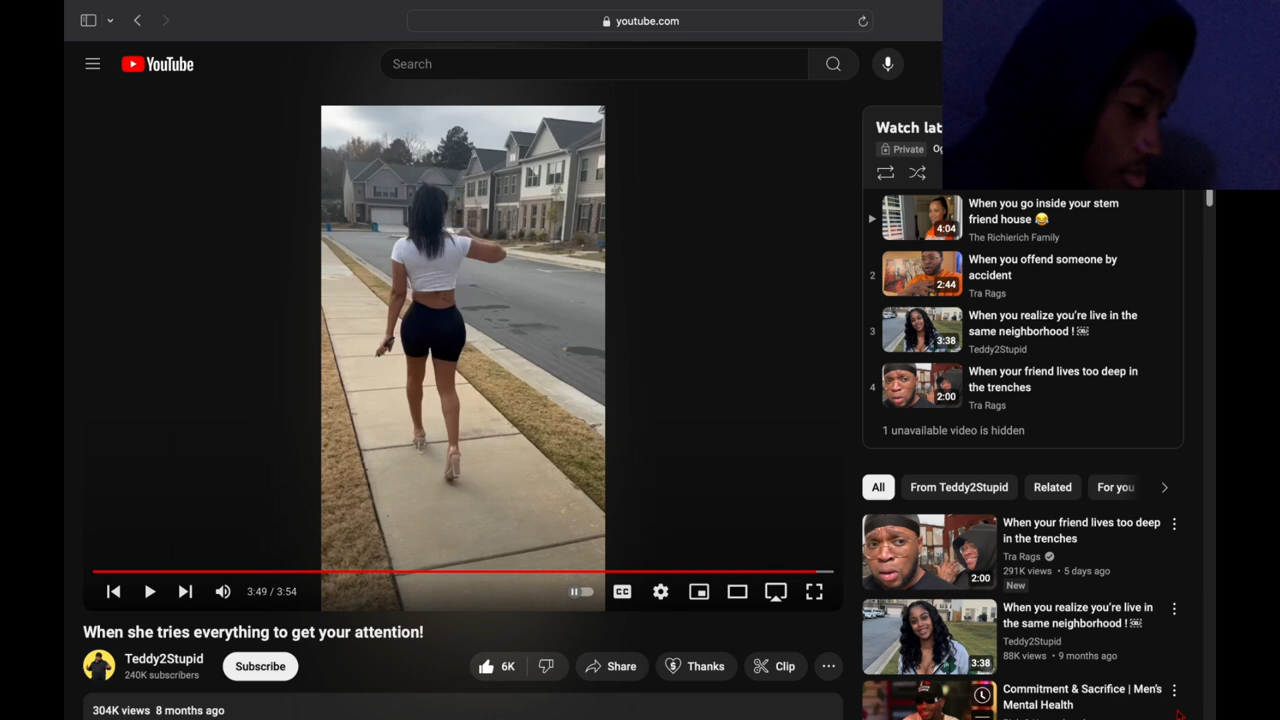 youtube.com
YouTube
Search
Watch lat
Private
When you go inside your stem
friend house 😂
The Richierich Family
4:04
2
When you offend someone by
accident
Tra Rags
2:44
3
When you realize you're live in the
same neighborhood ! ￼
Teddy2Stupid
3:38
4
When your friend lives too deep in
the trenches
Tra Rags
2:00
1 unavailable video is hidden
All
From Teddy2Stupid
Related
For you
When your friend lives too deep
in the trenches
Tra Rags
291K views • 5 days ago
New
2:00
When you realize you're live in
the same neighborhood ! ￼
Teddy2Stupid
88K views • 9 months ago
3:38
Commitment & Sacrifice | Men's
Mental Health
3:49 / 3:54
CC
When she tries everything to get your attention!
Teddy2Stupid
240K subscribers
Subscribe
6K
Share
Thanks
Clip
304K views 8 months ago